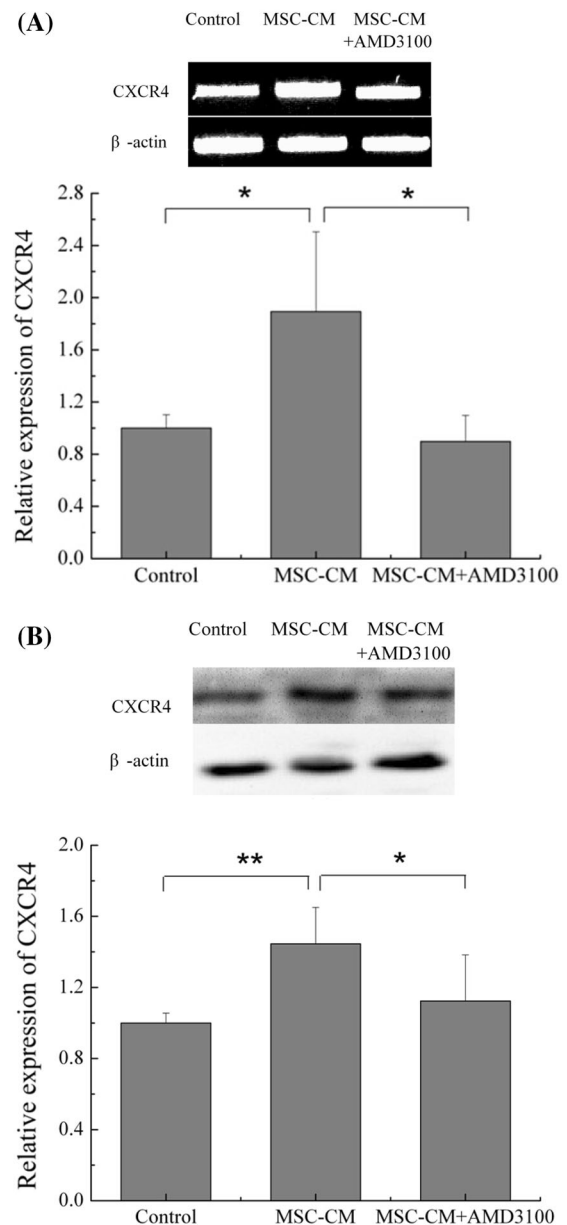 (A)
Control MSC-CM MSC-CM
+AMD3100
CXCR4
β -actin
* *
Relative expression of CXCR4
2.8
2.4
2.0
1.6
1.2
0.8
0.4
0.0
Control MSC-CM MSC-CM+AMD3100
(B)
Control MSC-CM MSC-CM
+AMD3100
CXCR4
β -actin
** *
Relative expression of CXCR4
2.0
1.6
1.2
0.8
0.4
0.0
Control MSC-CM MSC-CM+AMD3100